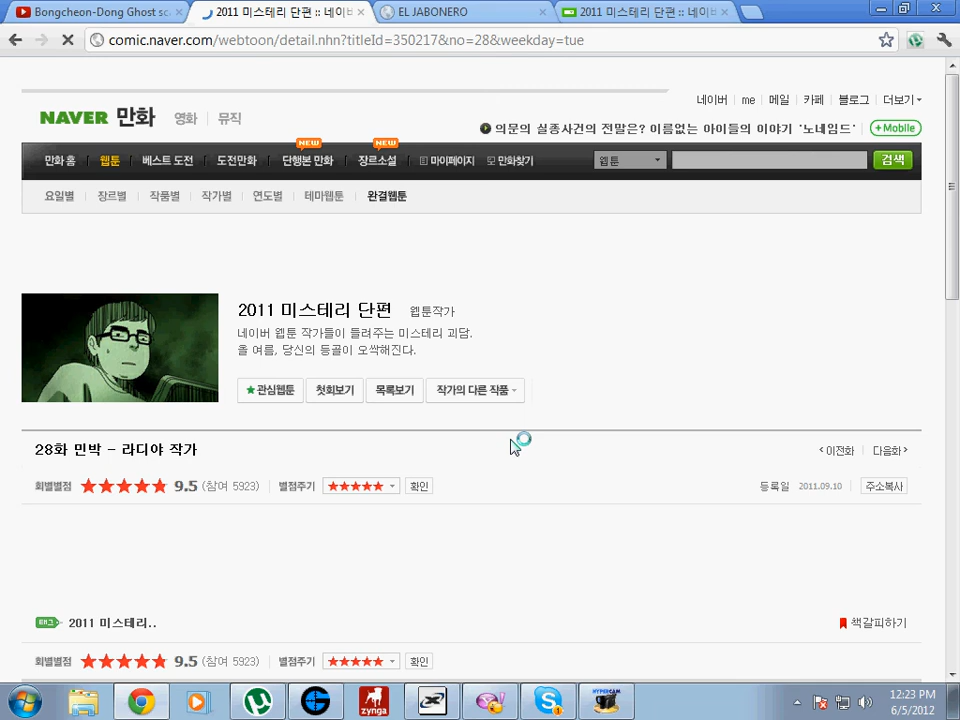 Bongcheon-Dong Ghost sc
2011 미스테리 단편 :: 네이버
EL JABONERO
2011 미스테리 단편 :: 네이버
comic.naver.com/webtoon/detail.nhn?titleId=350217&no=28&weekday=tue
네이버 me 메일 카페 블로그 더보기
NAVER 만화 영화 뮤직
의문의 실종사건의 전말은? 이름없는 아이들의 이야기 '노네임드' +Mobile
NEW NEW
만화 홈 웹툰 베스트 도전 도전만화 단행본 만화 장르소설 마이페이지 만화찾기 웹툰 검색
요일별 장르별 작품별 작가별 연도별 테마웹툰 완결웹툰
2011 미스테리 단편 웹툰작가
네이버 웹툰 작가들이 들려주는 미스테리 괴담.
올 여름, 당신의 등골이 오싹해진다.
관심웹툰 첫회보기 목록보기 작가의 다른 작품
28화 민박 - 라디야 작가 <이전화 다음화>
회별별점 9.5 (참여 5923) 별점주기 확인 등록일 2011.09.10 주소복사
태그 2011 미스테리.. 책갈피하기
회별별점 9.5 (참여 5923) 별점주기 확인
zynga
HYPERCAM
12:23 PM
6/5/2012